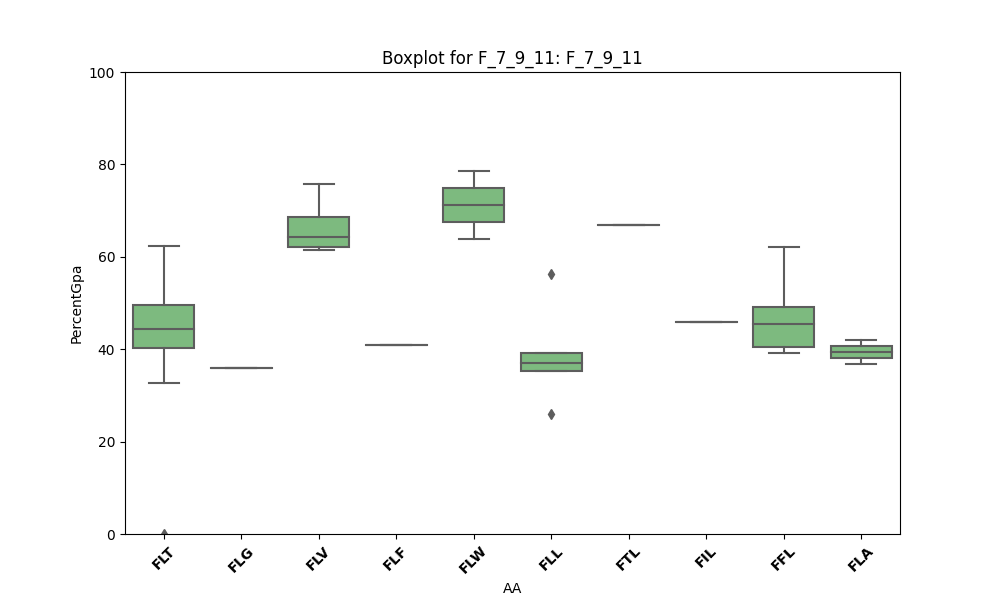 Boxplot for F_7_9_11: F_7_9_11
100
80
60
40
20
0
PercentGpa
FLT
FLG
FLV
FLF
FLW
FLL
FTL
FIL
FFL
FLA
AA